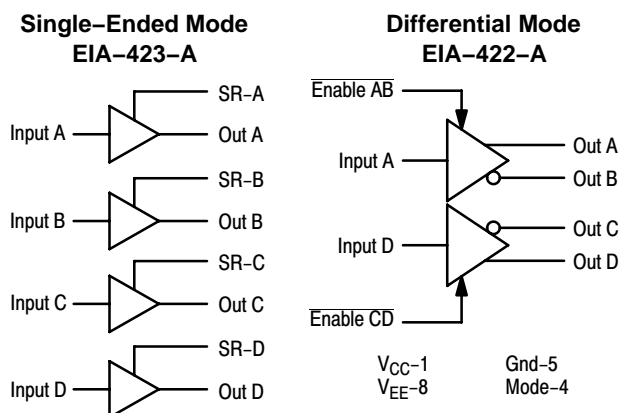 Single–Ended Mode
EIA–423–A
SR–A
Input A
Out A
SR–B
Input B
Out B
SR–C
Input C
Out C
SR–D
Input D
Out D
Differential Mode
EIA–422–A
Enable AB
Input A
Out A
Out B
Input D
Out C
Out D
Enable CD
VCC–1
Gnd–5
VEE–8
Mode–4